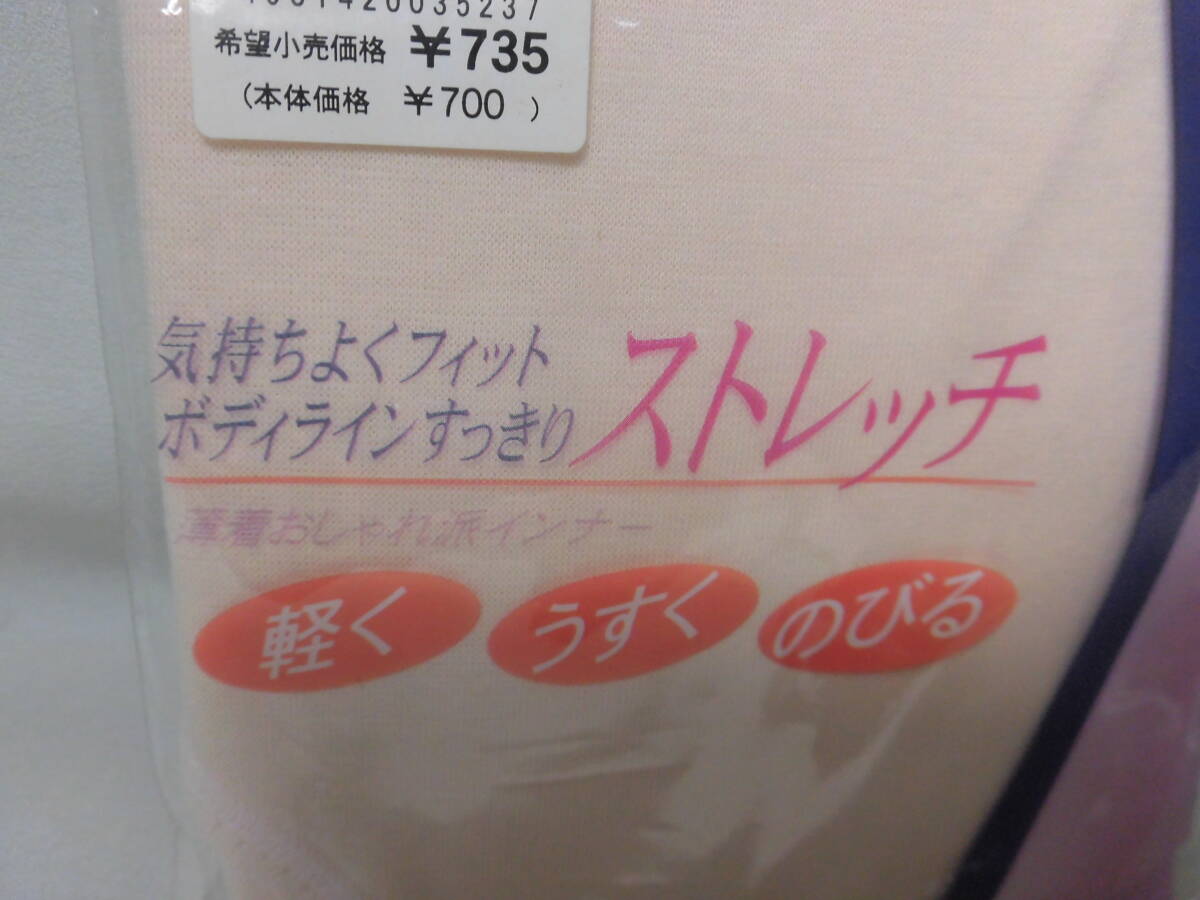 希望小売価格 ¥735
(本体価格 ¥700 )
気持ちよくフィット
ボディラインすっきり
ストレッチ
薄着おしゃれ派インナー
軽く うすく のびる